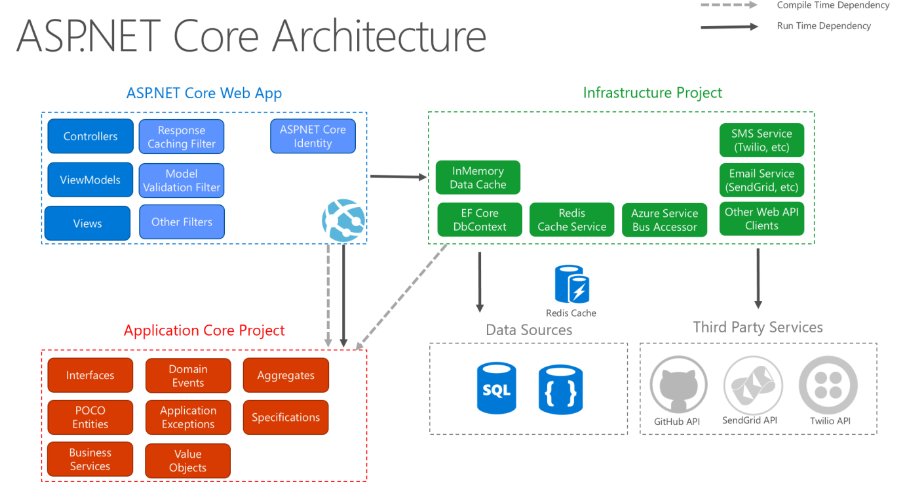 Compile Time Dependency
Run Time Dependency
ASP.NET Core Architecture
ASP.NET Core Web App
Controllers
Response
Caching Filter
ASP.NET Core
Identity
ViewModels
Model
Validation Filter
Views
Other Filters
Infrastructure Project
SMS Service
(Twilio, etc)
InMemory
Data Cache
Email Service
(SendGrid, etc)
EF Core
DbContext
Redis
Cache Service
Azure Service
Bus Accessor
Other Web API
Clients
Redis Cache
Application Core Project
Interfaces
Domain
Events
Aggregates
POCO
Entities
Application
Exceptions
Specifications
Business
Services
Value
Objects
Data Sources
SQL
{ }
Third Party Services
GitHub API
SendGrid API
Twilio API